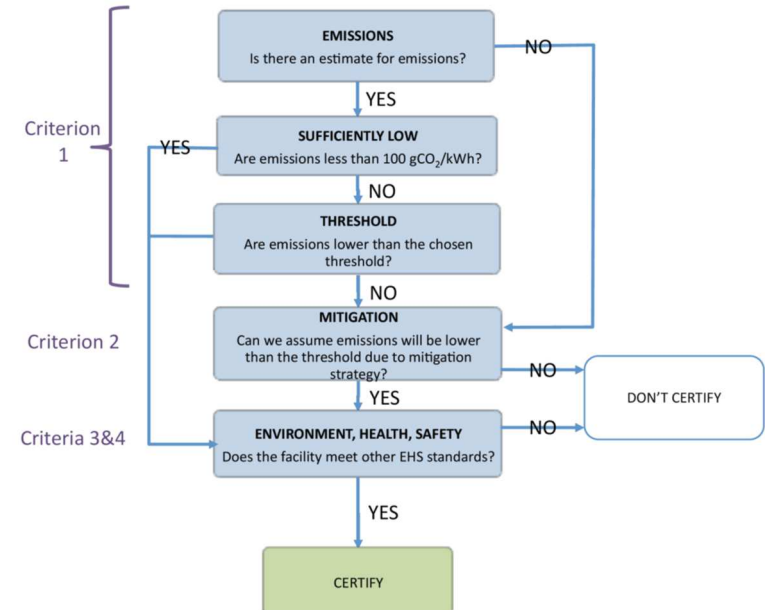 EMISSIONS
Is there an estimate for emissions?
NO
YES
Criterion
1
YES
SUFFICIENTLY LOW
Are emissions less than 100 gCO₂/kWh?
NO
THRESHOLD
Are emissions lower than the chosen
threshold?
NO
MITIGATION
Can we assume emissions will be lower
than the threshold due to mitigation
strategy?
Criterion 2
NO
YES
DON’T CERTIFY
Criteria 3&4
ENVIRONMENT, HEALTH, SAFETY
Does the facility meet other EHS standards?
NO
YES
CERTIFY